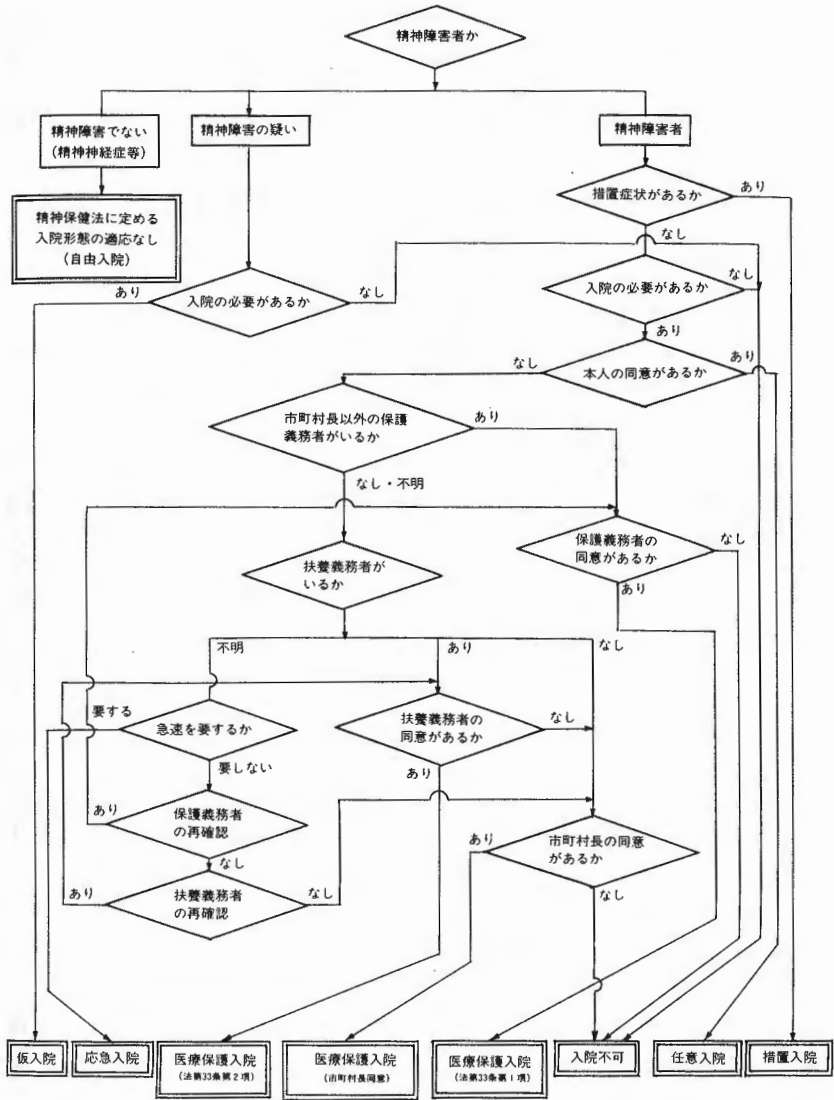 精神障害者か
精神障害でない
(精神神経症等)
精神障害の疑い
精神障害者
精神保健法に定める
入院形態の適応なし
(自由入院)
措置症状があるか
あり
なし
あり
入院の必要があるか
なし
入院の必要があるか
なし
あり
なし
本人の同意があるか
あり
市町村長以外の保護
義務者がいるか
あり
なし・不明
保護義務者の
同意があるか
なし
あり
扶養義務者が
いるか
不明
あり
なし
要する
急速を要するか
要しない
扶養義務者の
同意があるか
なし
あり
あり
保護義務者
の再確認
なし
あり
扶養義務者
の再確認
なし
あり
市町村長の同意
があるか
なし
仮入院
応急入院
医療保護入院
(法第33条第2項)
医療保護入院
(市町村長同意)
医療保護入院
(法第33条第1項)
入院不可
任意入院
措置入院